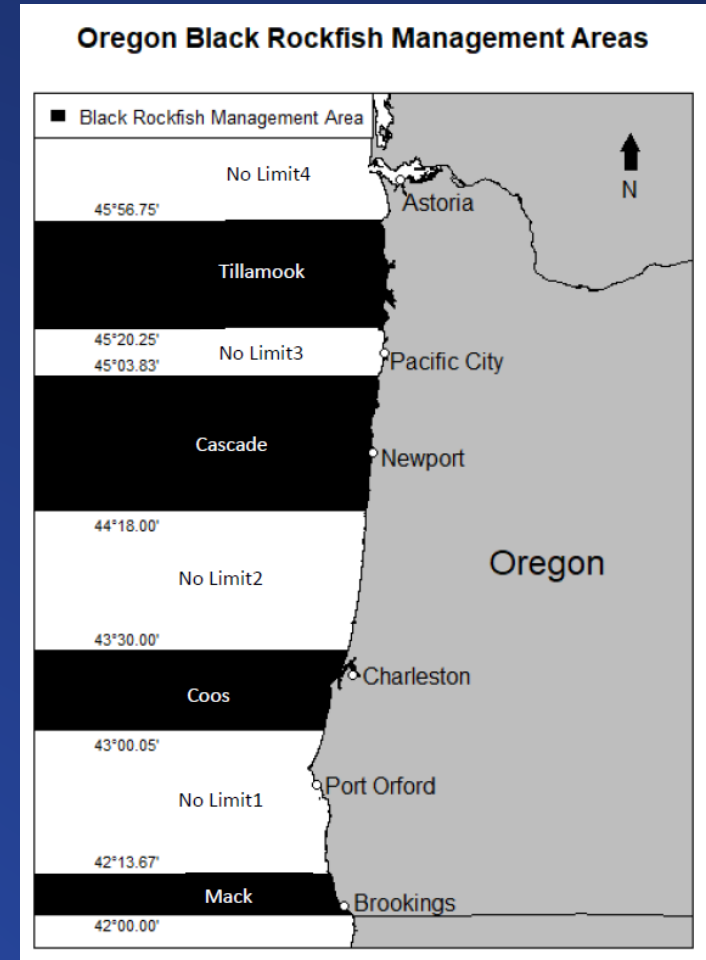 Oregon Black Rockfish Management Areas
Black Rockfish Management Area
No Limit4
N
Astoria
45°56.75'
Tillamook
45°20.25'
No Limit3
45°03.83'
Pacific City
Cascade
Newport
44°18.00'
No Limit2
Oregon
43°30.00'
Charleston
Coos
43°00.05'
Port Orford
No Limit1
42°13.67'
Mack
Brookings
42°00.00'